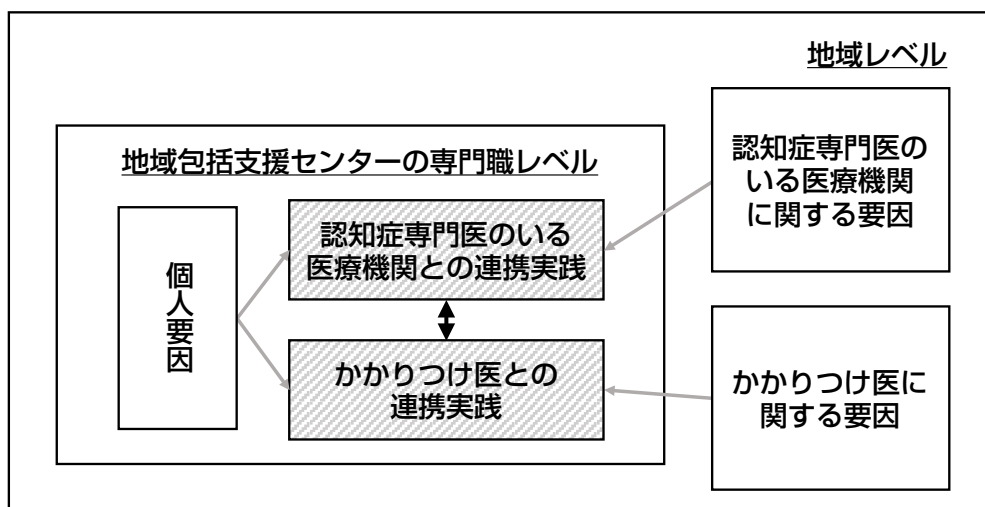 地域レベル
地域包括支援センターの専門職レベル
個人要因
認知症専門医のいる
医療機関との連携実践
かかりつけ医との
連携実践
認知症専門医の
いる医療機関
に関する要因
かかりつけ医に
関する要因